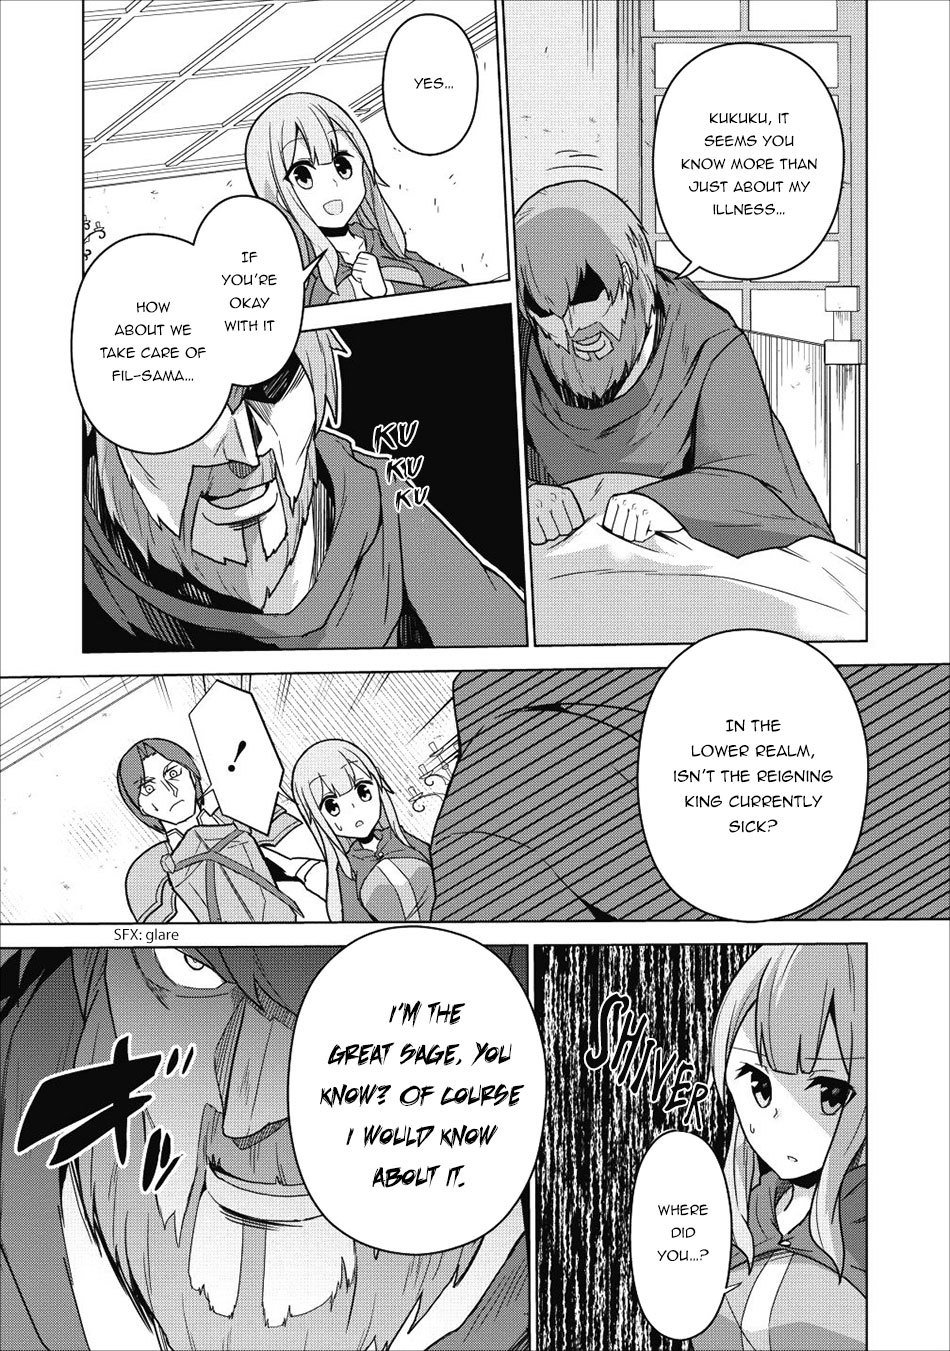 KUKUKU, IT
SEEMS YOU
KNOW MORE THAN
JUST ABOUT MY
ILLNESS...
YES...
IF
YOU'RE
OKAY
WITH IT
HOW
ABOUT WE
TAKE CARE OF
FIL-SAMA...
KU
KU
KU
IN THE
LOWER REALM,
ISN'T THE REIGNING
KING CURRENTLY
SICK?
!
SFX: glare
SHIVER
WHERE
DID
YOU...?
I'M THE
GREAT SAGE, YOU
KNOW? OF COURSE
I WOULD KNOW
ABOUT IT.
オッ